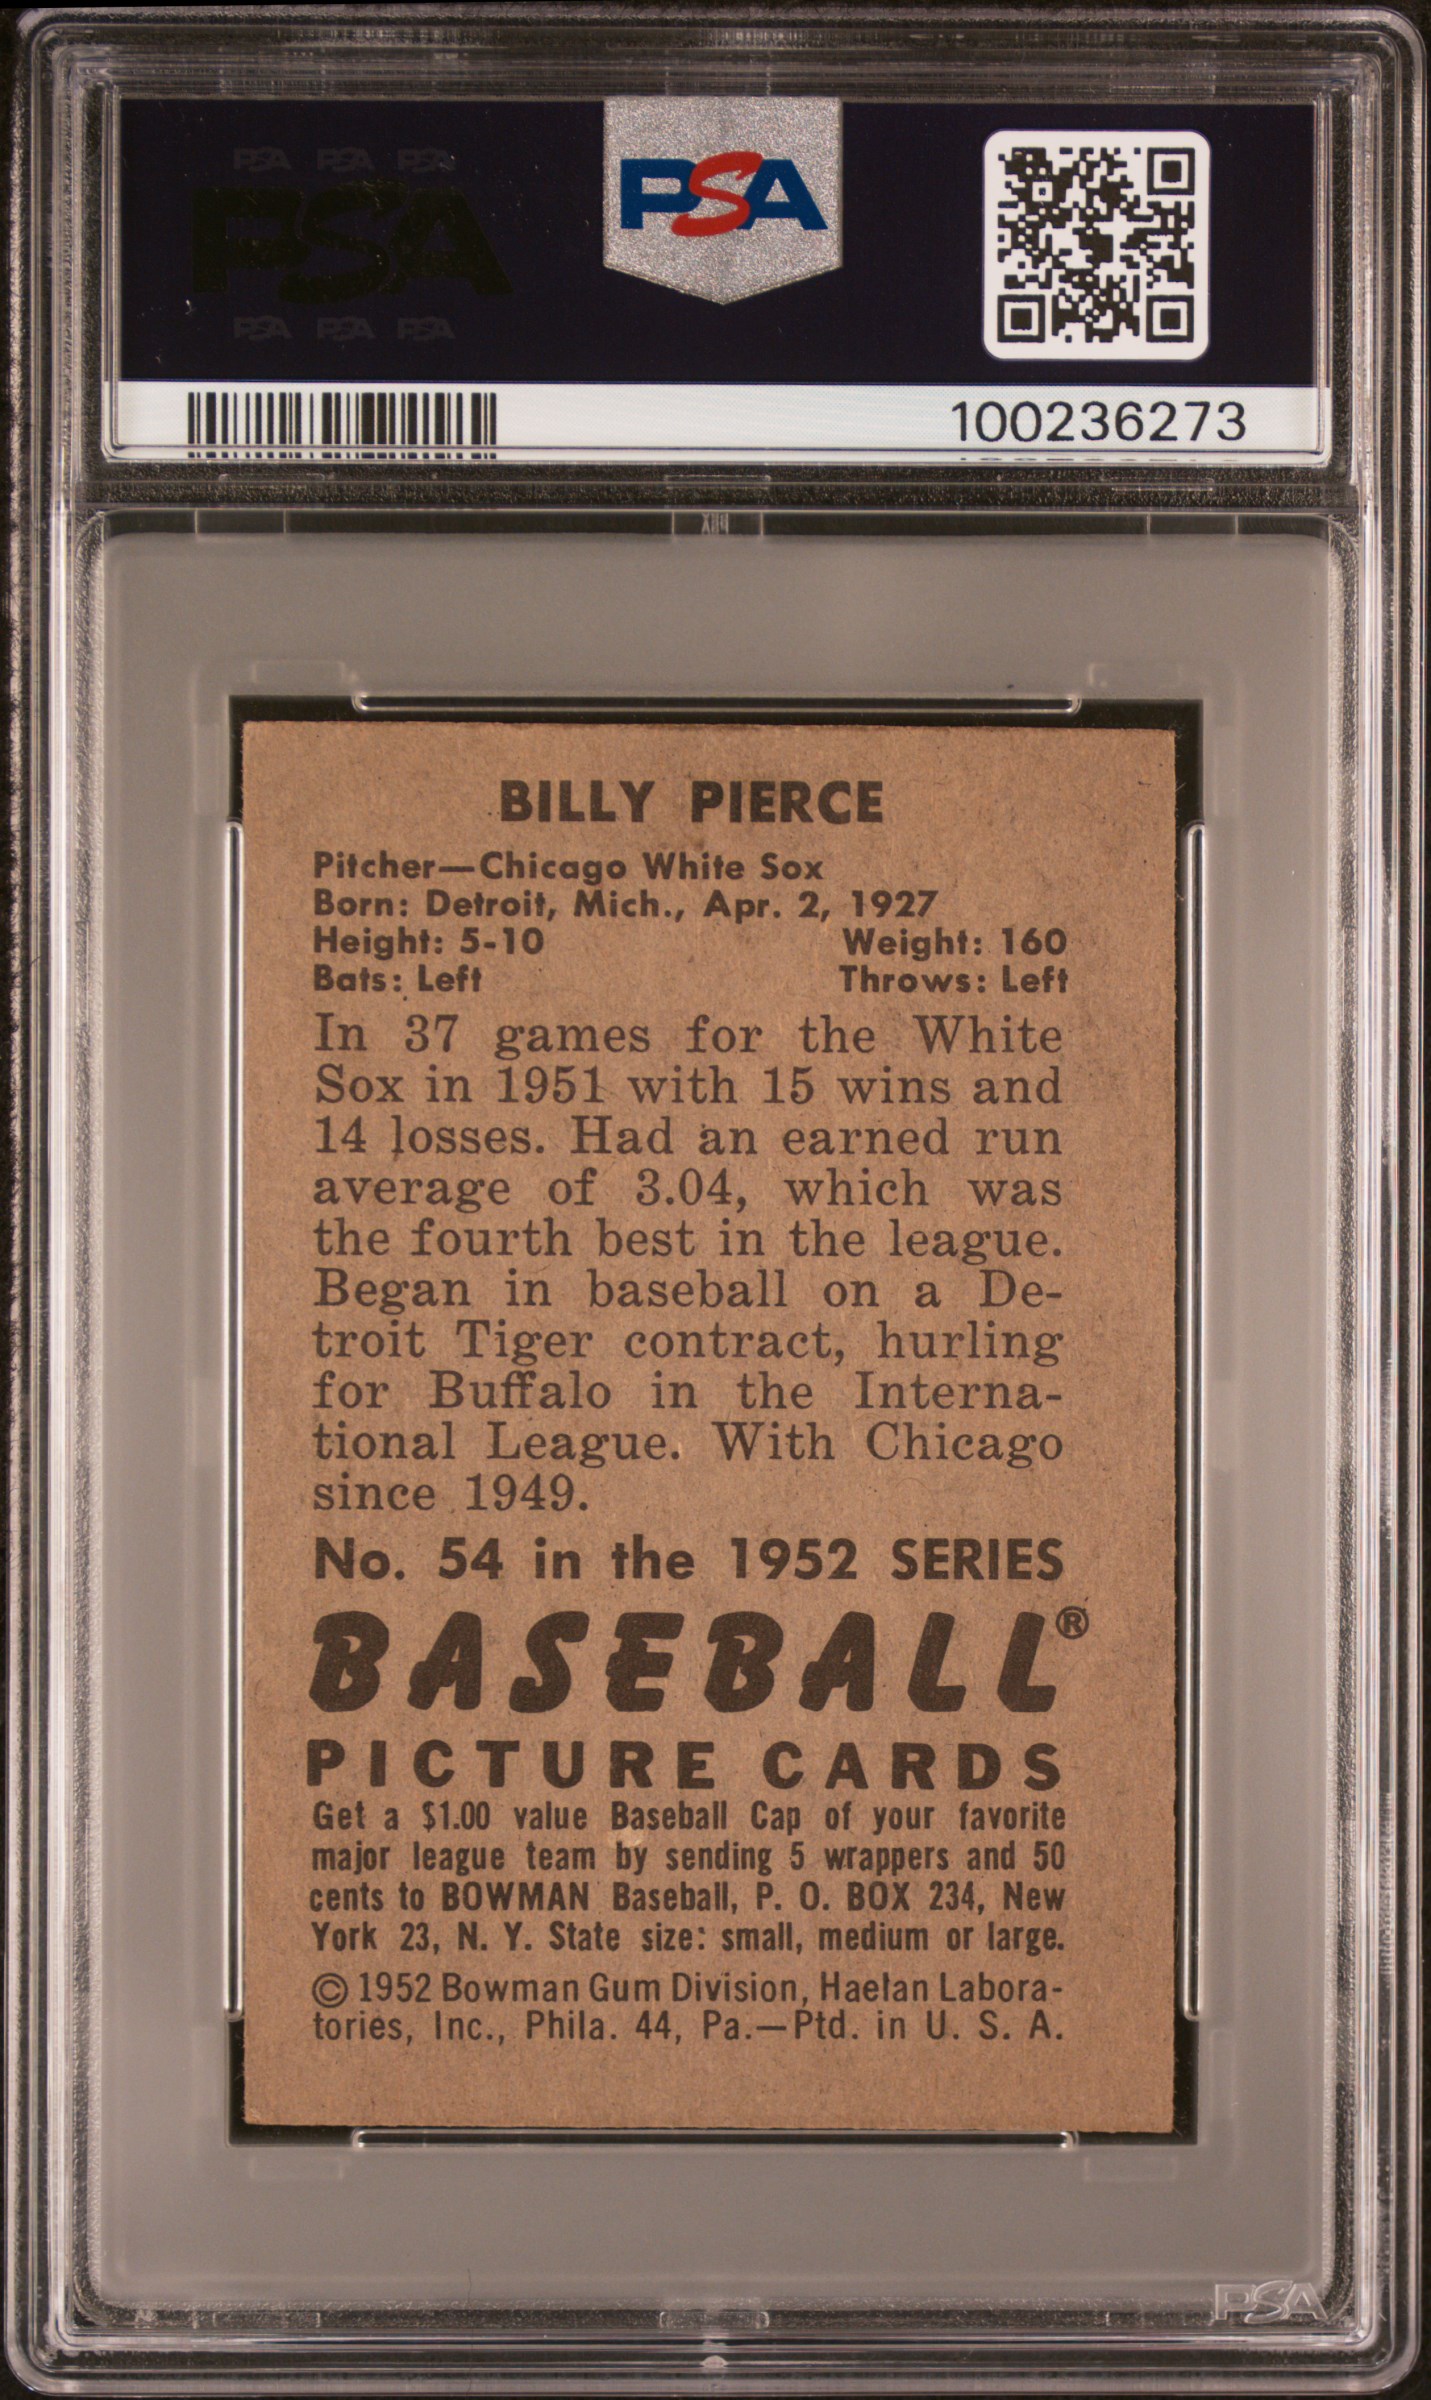 PSA PSA PSA
PSA
PSA PSA PSA
PSA
100236273
BILLY PIERCE
Pitcher—Chicago White Sox
Born: Detroit, Mich., Apr. 2, 1927
Height: 5-10 Weight: 160
Bats: Left Throws: Left
In 37 games for the White
Sox in 1951 with 15 wins and
14 losses. Had an earned run
average of 3.04, which was
the fourth best in the league.
Began in baseball on a De-
troit Tiger contract, hurling
for Buffalo in the Interna-
tional League. With Chicago
since 1949.
No. 54 in the 1952 SERIES
BASEBALL®
PICTURE CARDS
Get a $1.00 value Baseball Cap of your favorite
major league team by sending 5 wrappers and 50
cents to BOWMAN Baseball, P. O. BOX 234, New
York 23, N. Y. State size: small, medium or large.
© 1952 Bowman Gum Division, Haelan Labora-
tories, Inc., Phila. 44, Pa.—Ptd. in U. S. A.
PSA